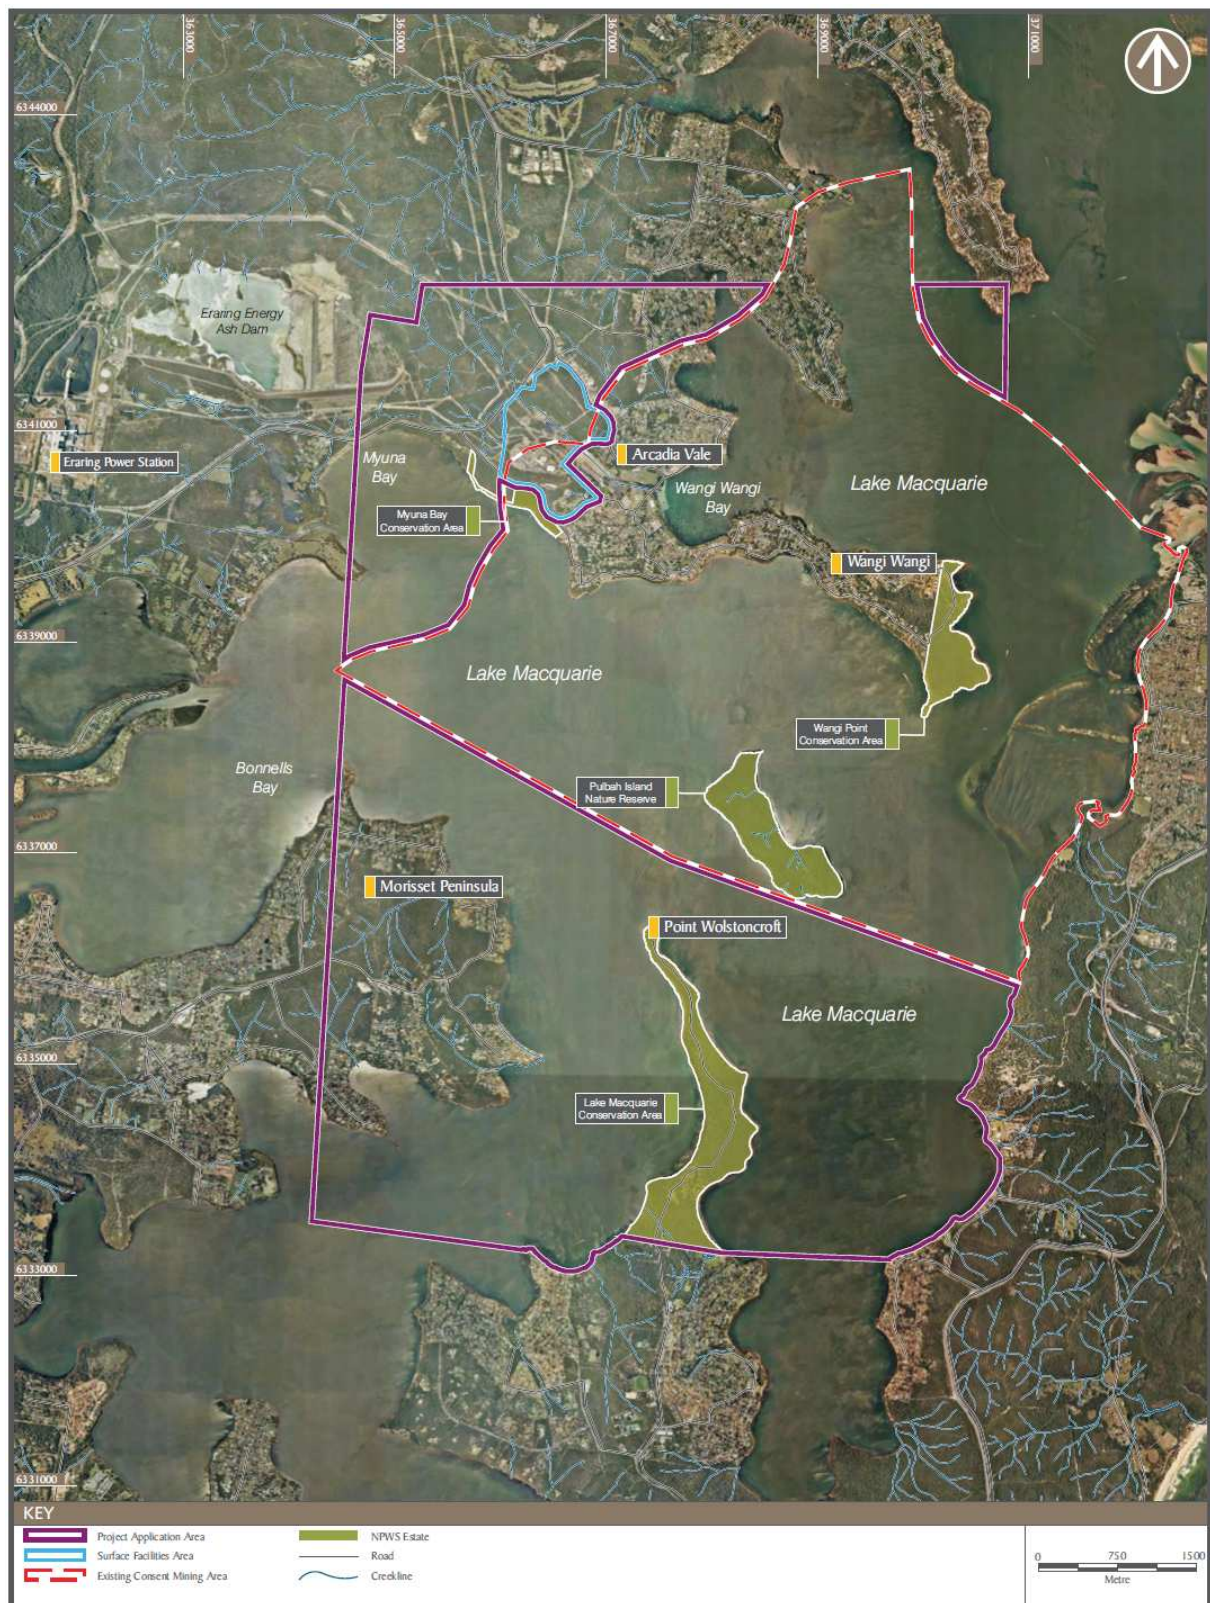 363000
365000
367000
369000
371000
6344000
Eraring Energy
Ash Dam
6341000
Eraring Power Station
Myuna
Bay
Arcadia Vale
Wangi Wangi
Bay
Lake Macquarie
Myuna Bay
Conservation Area
Wangi Wangi
6339000
Lake Macquarie
Wangi Point
Conservation Area
Bonnells
Bay
Pulbah Island
Nature Reserve
6337000
Morisset Peninsula
Point Wolstoncroft
Lake Macquarie
6335000
Lake Macquarie
Conservation Area
6333000
6331000
KEY
Project Application Area
Surface Facilities Area
Existing Consent Mining Area
NPWS Estate
Road
Creekline
0 750 1500
Metre